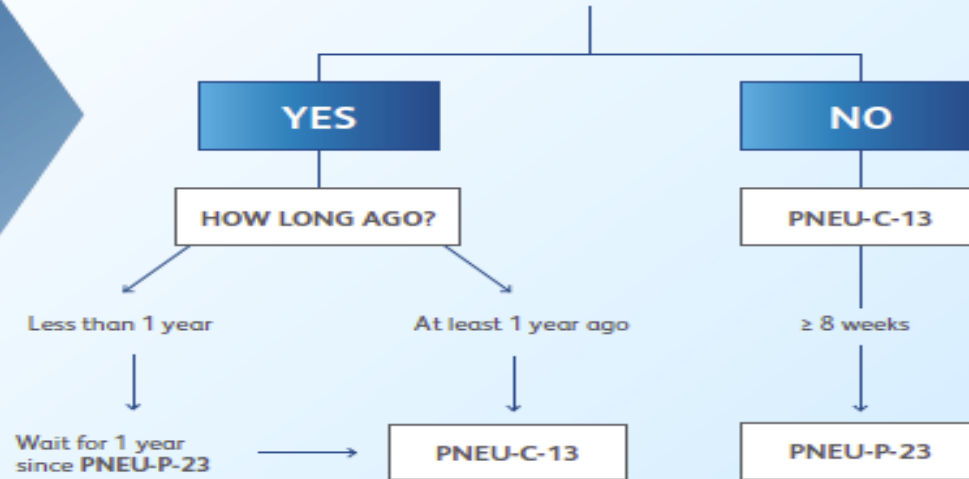 YES
NO
HOW LONG AGO?
PNEU-C-13
Less than 1 year
At least 1 year ago
≥ 8 weeks
Wait for 1 year
since PNEU-P-23
PNEU-C-13
PNEU-P-23